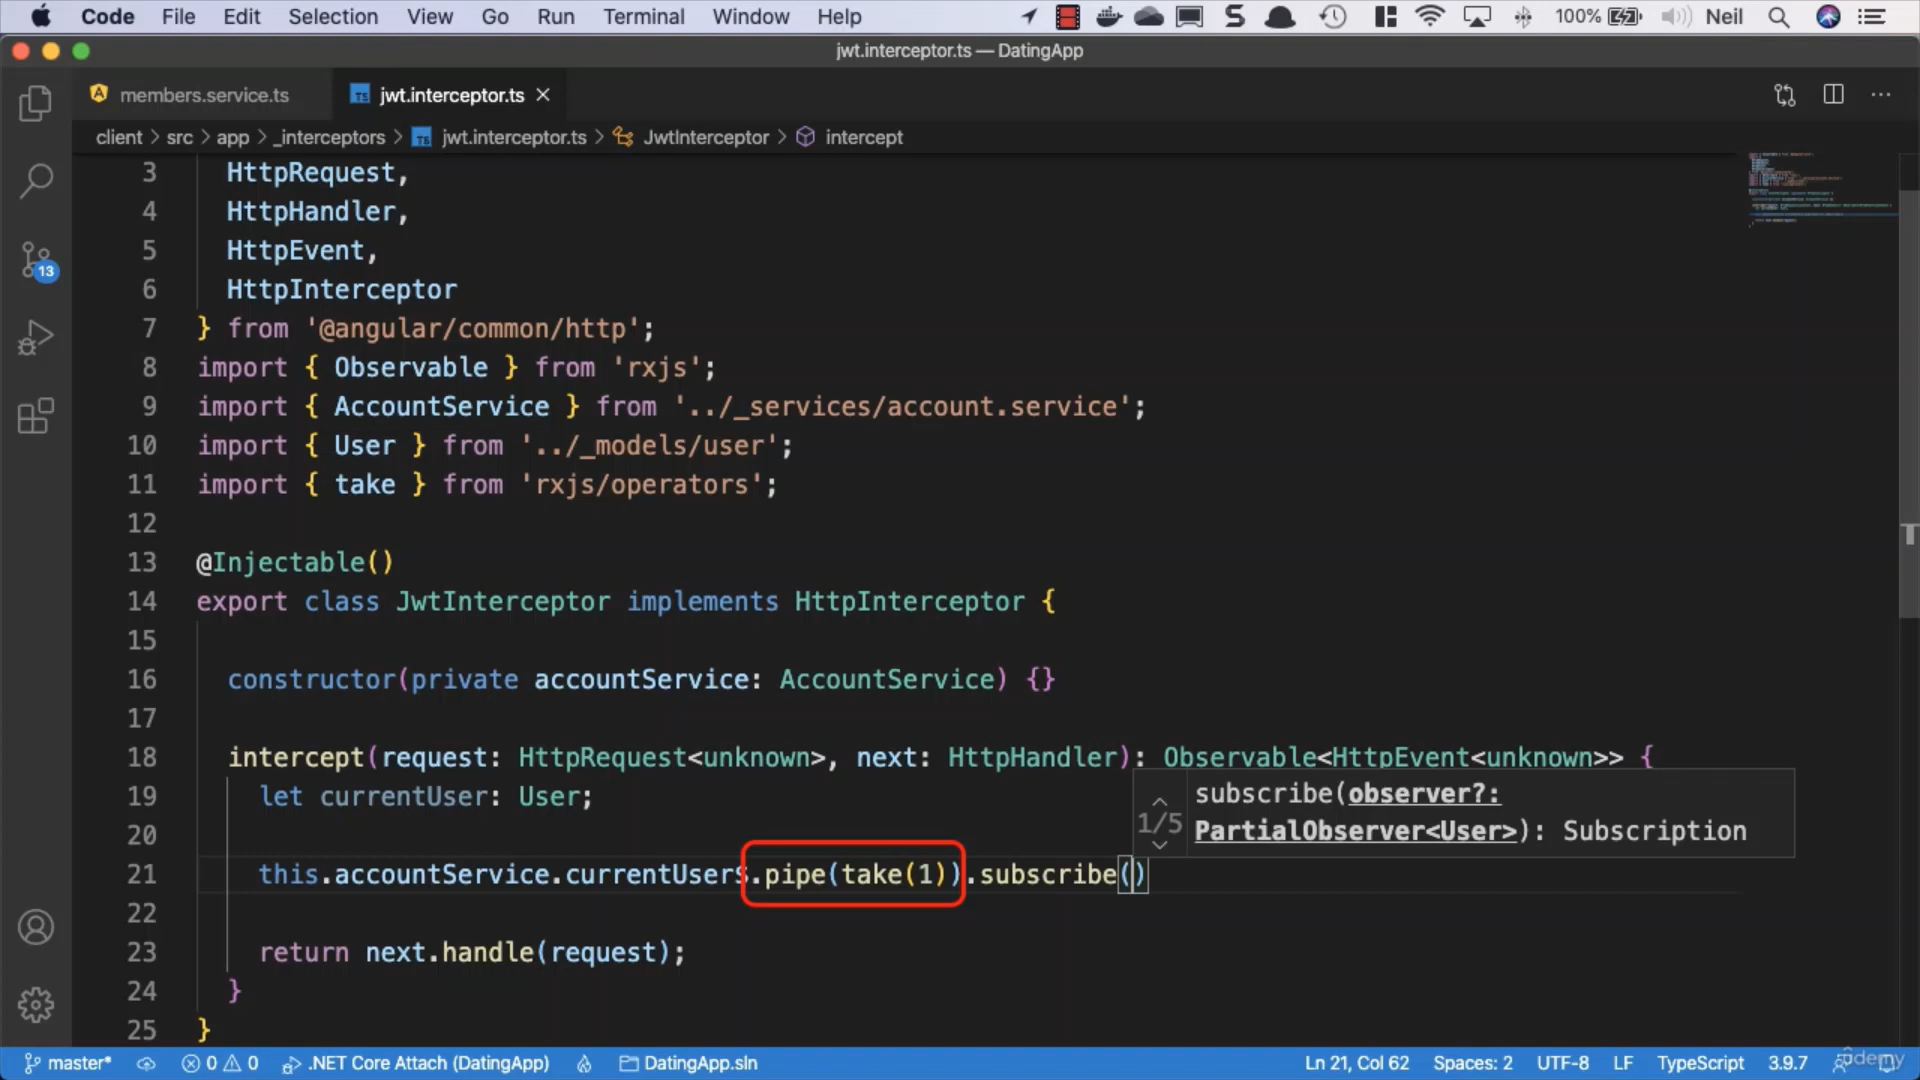 Code File Edit Selection View Go Run Terminal Window Help 100% Neil
jwt.interceptor.ts — DatingApp
members.service.ts
TS jwt.interceptor.ts
client > src > app > _interceptors > TS jwt.interceptor.ts > JwtInterceptor > intercept
3 HttpRequest,
4 HttpHandler,
5 HttpEvent,
6 HttpInterceptor
7 } from '@angular/common/http';
8 import { Observable } from 'rxjs';
9 import { AccountService } from '../_services/account.service';
10 import { User } from '../_models/user';
11 import { take } from 'rxjs/operators';
12
13 @Injectable()
14 export class JwtInterceptor implements HttpInterceptor {
15
16 constructor(private accountService: AccountService) {}
17
18 intercept(request: HttpRequest<unknown>, next: HttpHandler): Observable<HttpEvent<unknown>> {
19 let currentUser: User;
1/5 subscribe(observer?:
PartialObserver<User>): Subscription
20
21 this.accountService.currentUser$.pipe(take(1)).subscribe()
22
23 return next.handle(request);
24 }
25 }
13
master* 0 0 .NET Core Attach (DatingApp) DatingApp.sln Ln 21, Col 62 Spaces: 2 UTF-8 LF TypeScript 3.9.7
udemy